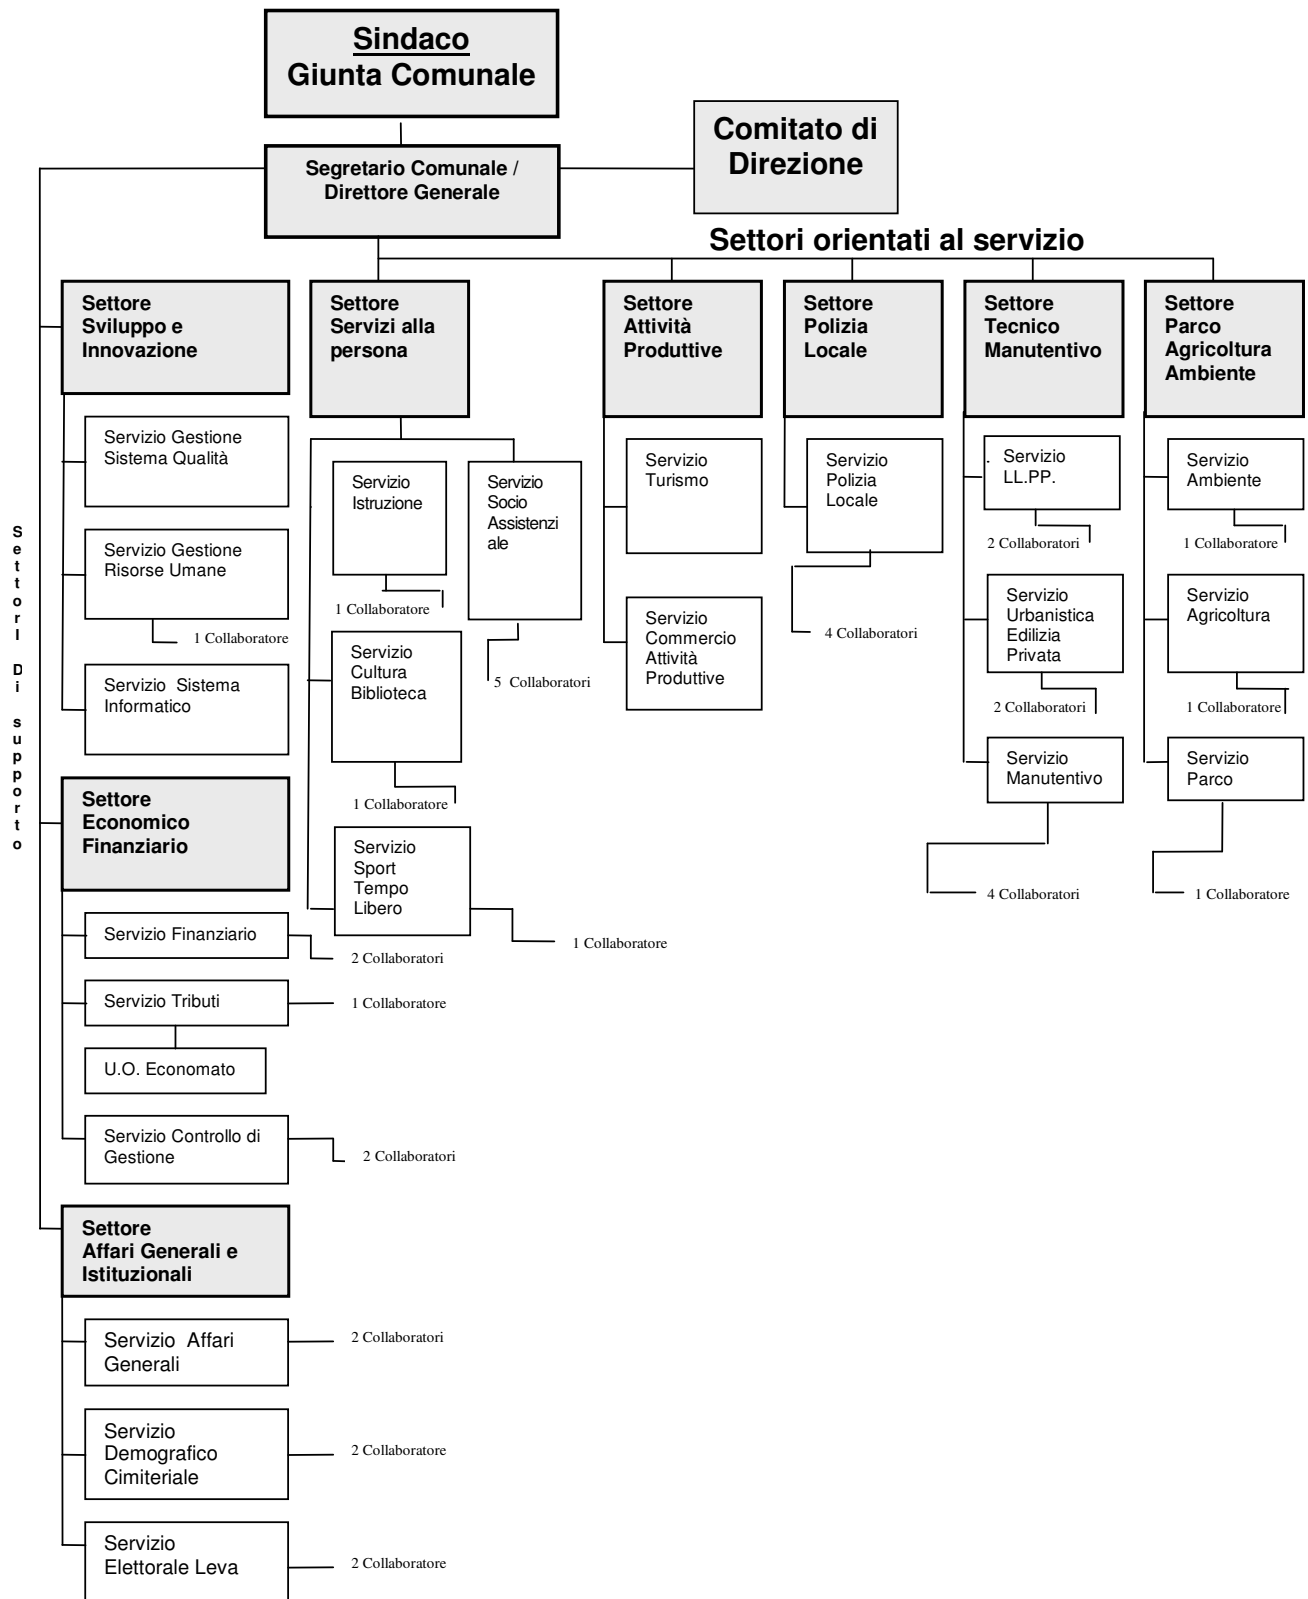 Sindaco
Giunta Comunale
Comitato di
Direzione
Segretario Comunale /
Direttore Generale
Settori orientati al servizio
SettorI Di supporto
Settore
Sviluppo e
Innovazione
Servizio Gestione
Sistema Qualità
Servizio Gestione
Risorse Umane
1 Collaboratore
Servizio Sistema
Informatico
Settore
Economico
Finanziario
Servizio Finanziario
2 Collaboratori
Servizio Tributi
1 Collaboratore
U.O. Economato
Servizio Controllo di
Gestione
2 Collaboratori
Settore
Affari Generali e
Istituzionali
Servizio Affari
Generali
2 Collaboratori
Servizio
Demografico
Cimiteriale
2 Collaboratore
Servizio
Elettorale Leva
2 Collaboratore
Settore
Servizi alla
persona
Servizio
Istruzione
1 Collaboratore
Servizio
Socio
Assistenzi
ale
5 Collaboratori
Servizio
Cultura
Biblioteca
1 Collaboratore
Servizio
Sport
Tempo
Libero
1 Collaboratore
Settore
Attività
Produttive
Servizio
Turismo
Servizio
Commercio
Attività
Produttive
Settore
Polizia
Locale
Servizio
Polizia
Locale
4 Collaboratori
Settore
Tecnico
Manutentivo
. Servizio
LL.PP.
2 Collaboratori
Servizio
Urbanistica
Edilizia
Privata
2 Collaboratori
Servizio
Manutentivo
4 Collaboratori
Settore
Parco
Agricoltura
Ambiente
Servizio
Ambiente
1 Collaboratore
Servizio
Agricoltura
1 Collaboratore
Servizio
Parco
1 Collaboratore